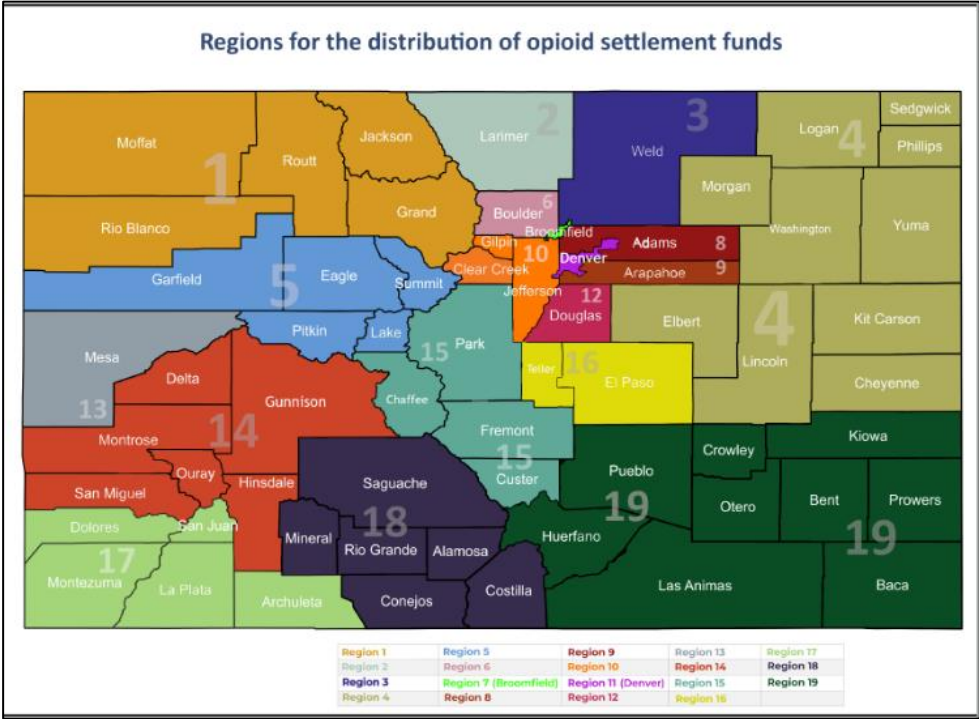 Regions for the distribution of opioid settlement funds
Moffat
Routt
Jackson
Larimer
2
Weld
3
Logan
4
Sedgwick
Phillips
1
Rio Blanco
Grand
Boulder
6
Morgan
Washington
Yuma
Broomfield
Gilpin
10
Clear Creek
Denver
Adams
8
Arapahoe
9
Garfield
5
Eagle
Summit
Jefferson
12
Douglas
Elbert
4
Lincoln
Kit Carson
Cheyenne
Mesa
13
Pitkin
Lake
15
Park
Teller
16
El Paso
Delta
Gunnison
Chaffee
Montrose
14
Ouray
San Miguel
Hinsdale
Fremont
15
Custer
Pueblo
19
Crowley
Kiowa
Otero
Bent
Prowers
19
Saguache
18
Mineral
Rio Grande
Alamosa
Huerfano
Dolores
San Juan
17
Montezuma
La Plata
Archuleta
Conejos
Costilla
Las Animas
Baca
Region 1 Region 5 Region 9 Region 13 Region 17
Region 2 Region 6 Region 10 Region 14 Region 18
Region 3 Region 7 (Broomfield) Region 11 (Denver) Region 15 Region 19
Region 4 Region 8 Region 12 Region 16